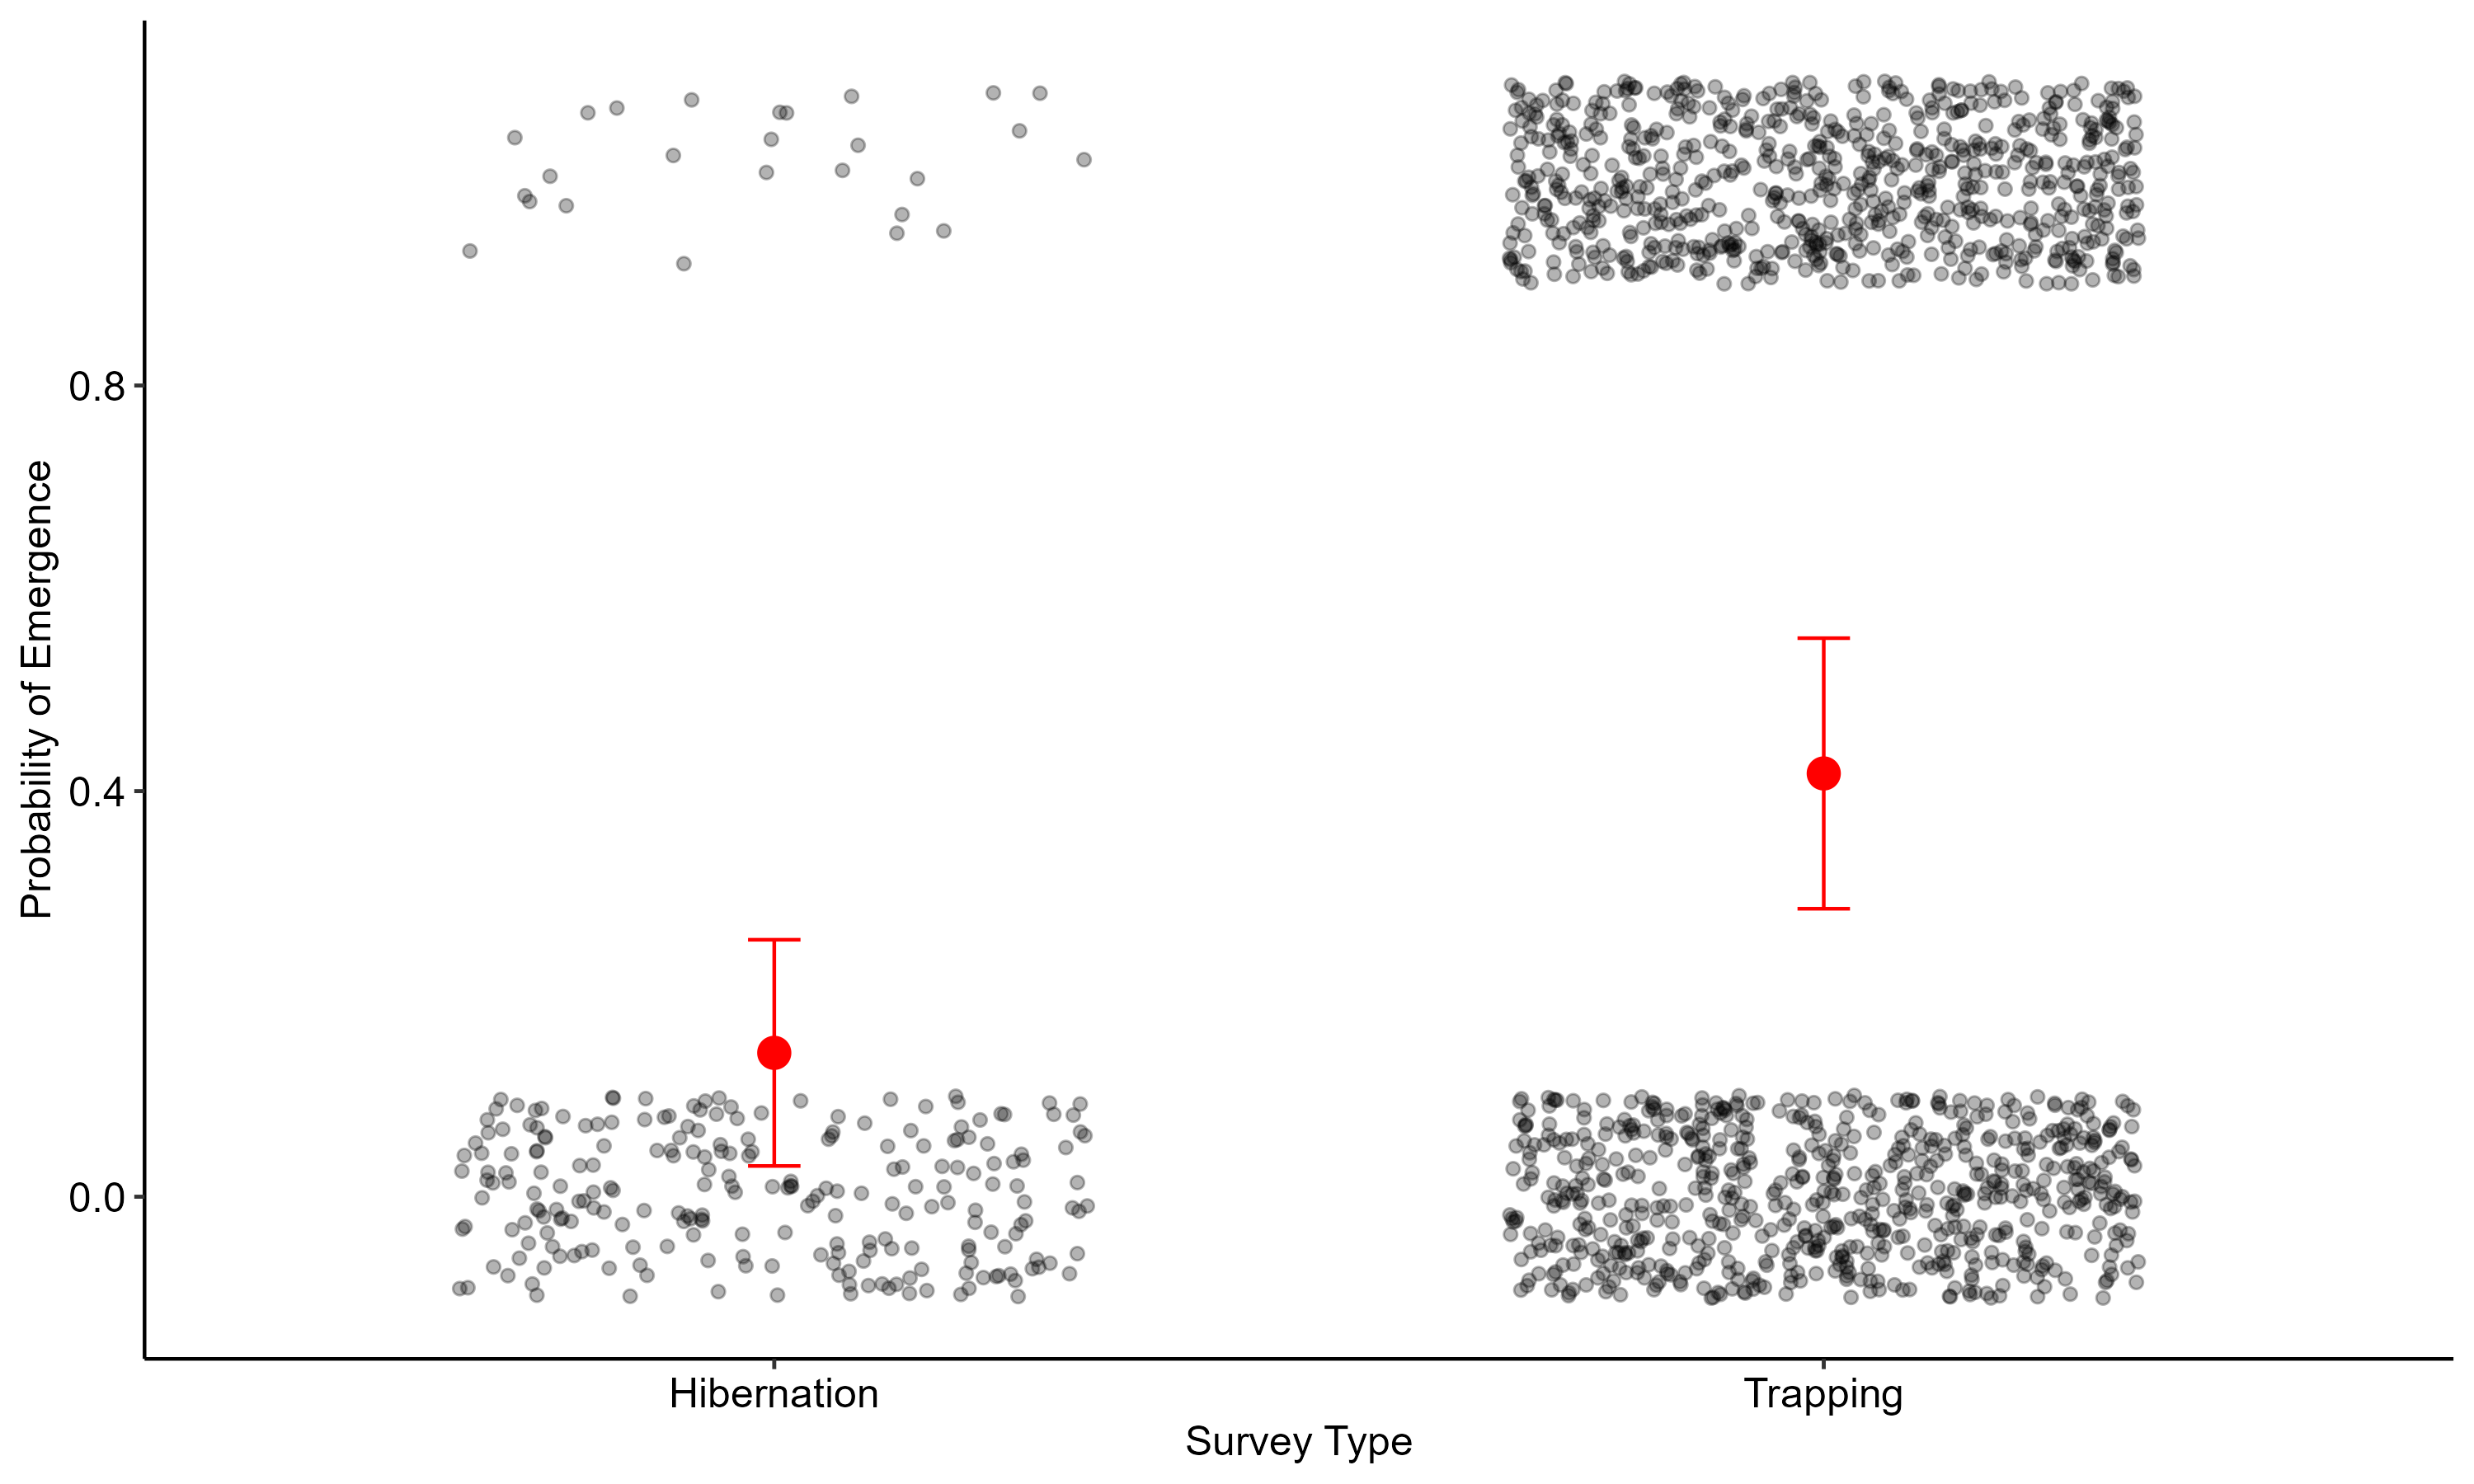 Probability of Emergence
0.8
0.4
0.0
Hibernation
Trapping
Survey Type